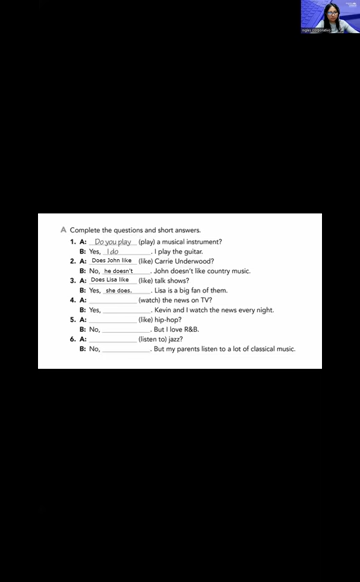 A Complete the questions and short answers.
1. A: Do you play (play) a musical instrument?
B: Yes, I do . I play the guitar.
2. A: Does John like (like) Carrie Underwood?
B: No, he doesn't . John doesn't like country music.
3. A: Does Lisa like (like) talk shows?
B: Yes, she does. . Lisa is a big fan of them.
4. A: ____________ (watch) the news on TV?
B: Yes, ____________ . Kevin and I watch the news every night.
5. A: ____________ (like) hip-hop?
B: No, ____________ . But I love R&B.
6. A: ____________ (listen to) jazz?
B: No, ____________ . But my parents listen to a lot of classical music.